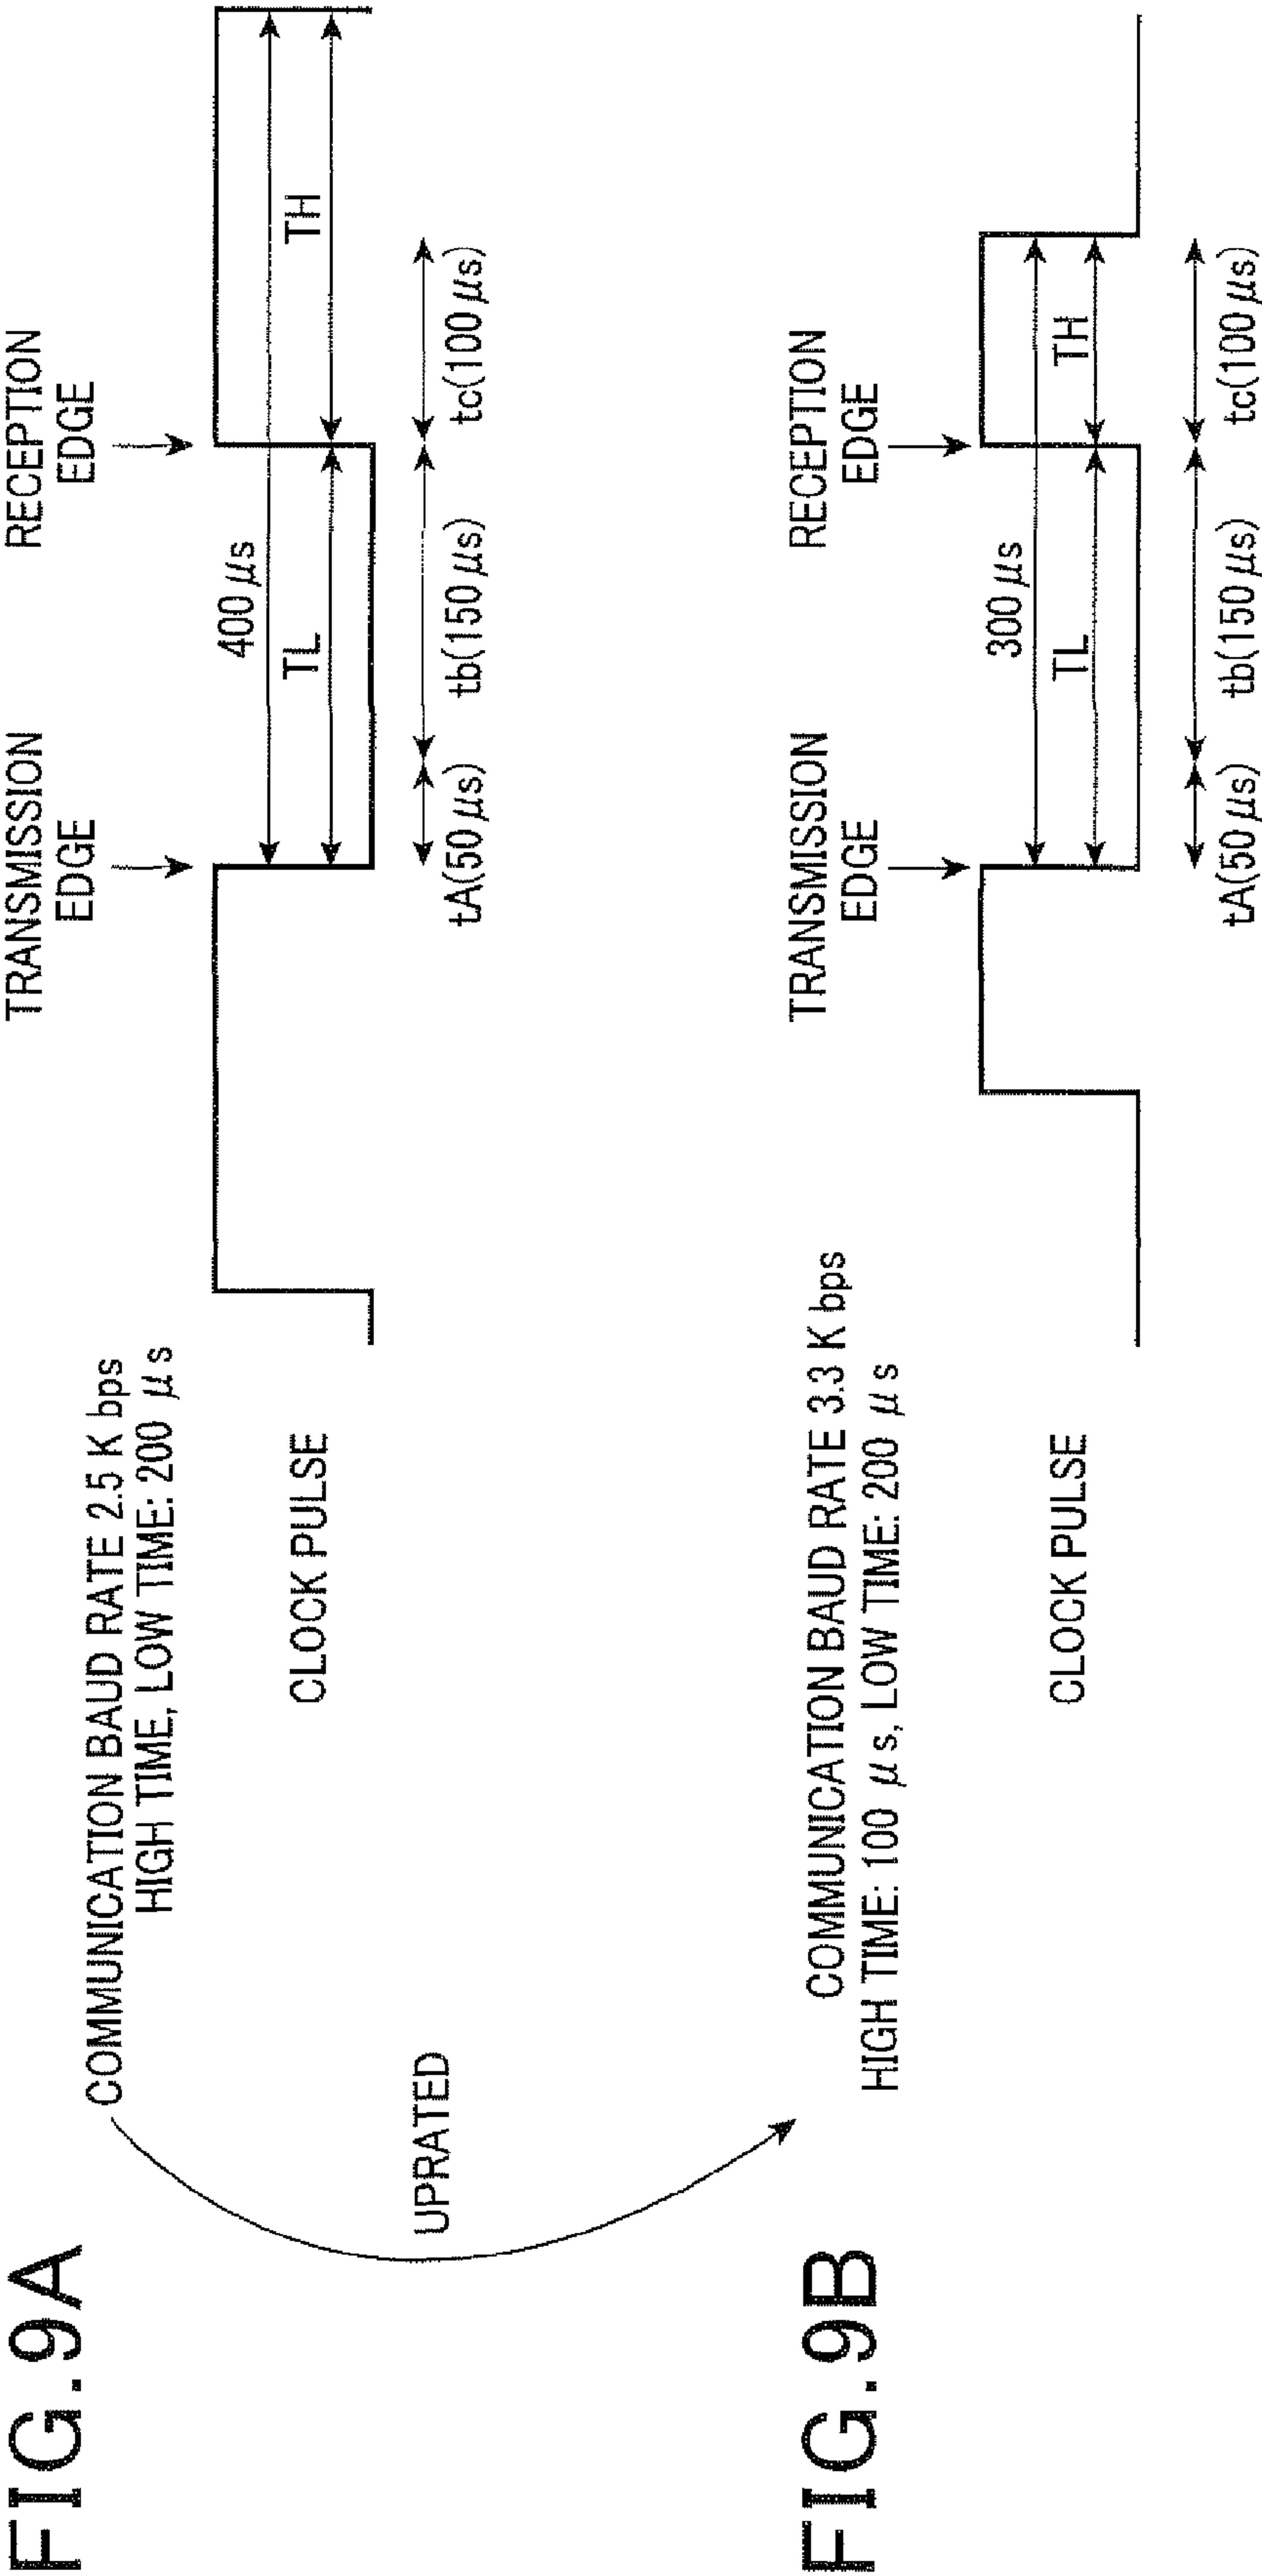 FIG.9A
COMMUNICATION BAUD RATE 2.5 K bps
HIGH TIME, LOW TIME: 200 μs
UPRATED
CLOCK PULSE
TRANSMISSION
EDGE
RECEPTION
EDGE
400 μs
TL
TH
tA(50 μs)
tb(150 μs)
tc(100 μs)
FIG.9B
COMMUNICATION BAUD RATE 3.3 K bps
HIGH TIME: 100 μs, LOW TIME: 200 μs
CLOCK PULSE
TRANSMISSION
EDGE
RECEPTION
EDGE
300 μs
TL
TH
tA(50 μs)
tb(150 μs)
tc(100 μs)